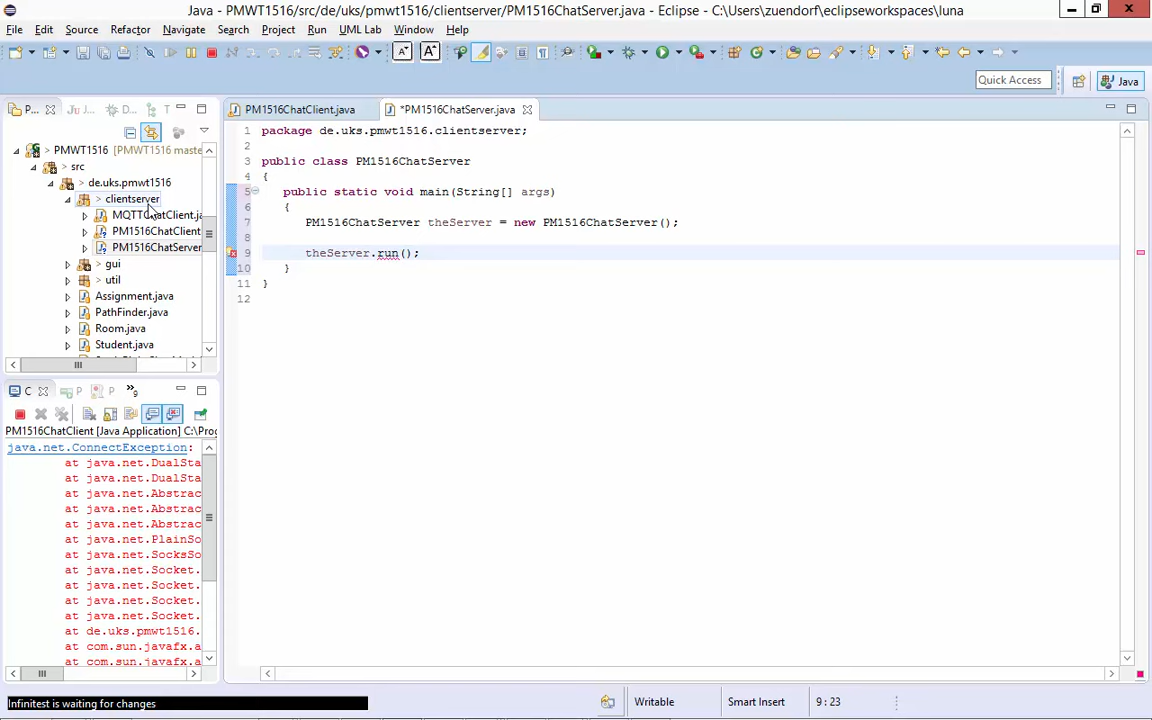 Java - PMWT1516/src/de/uks/pmwt1516/clientserver/PM1516ChatServer.java - Eclipse - C:\Users\zuendorf\eclipseworkspaces\luna
File Edit Source Refactor Navigate Search Project Run UML Lab Window Help
Quick Access
Java
P... Ju J... D... T
PM1516ChatClient.java *PM1516ChatServer.java
PMWT1516 [PMWT1516 maste
> src
> de.uks.pmwt1516
> clientserver
MQTTChatClient.ja
PM1516ChatClient
PM1516ChatServer
> gui
util
Assignment.java
PathFinder.java
Room.java
Student.java
1 package de.uks.pmwt1516.clientserver;
2
3 public class PM1516ChatServer
4 {
5 public static void main(String[] args)
6 {
7 PM1516ChatServer theServer = new PM1516ChatServer();
8
9 theServer.run();
10 }
11 }
12
C P P »9
PM1516ChatClient [Java Application] C:\Prog
java.net.ConnectException:
at java.net.DualSta
at java.net.DualSta
at java.net.Abstrac
at java.net.Abstrac
at java.net.Abstrac
at java.net.PlainSo
at java.net.SocksSo
at java.net.Socket.
at java.net.Socket.
at java.net.Socket.
at java.net.Socket.
at de.uks.pmwt1516.
at com.sun.javafx.a
at com.sun.javafx.a
Infinitest is waiting for changes
Writable
Smart Insert
9 : 23